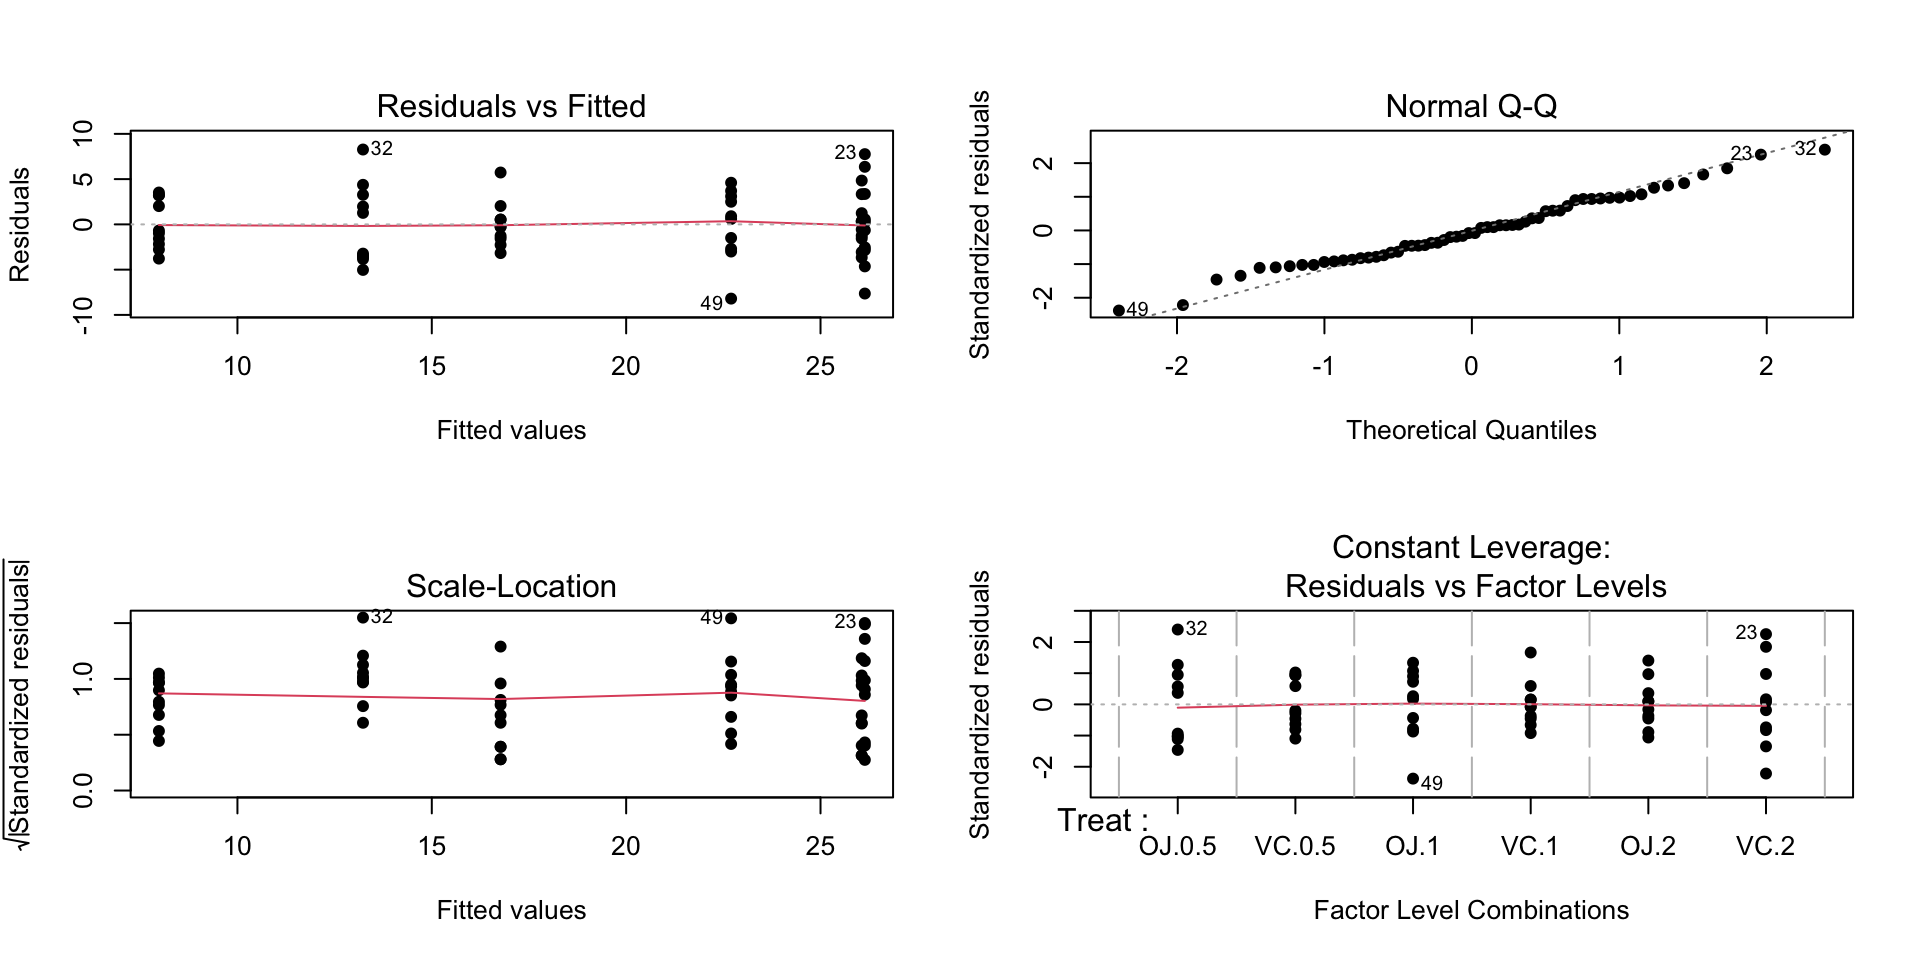 Residuals vs Fitted
Residuals
10
5
0
-10
32
23
49
10 15 20 25
Fitted values
Normal Q-Q
Standardized residuals
2
0
-2
23
32
49
-2 -1 0 1 2
Theoretical Quantiles
Scale-Location
√|Standardized residuals|
1.0
0.0
32
49
23
10 15 20 25
Fitted values
Constant Leverage:
Residuals vs Factor Levels
Standardized residuals
2
0
-2
32
23
49
Treat :
OJ.0.5 VC.0.5 OJ.1 VC.1 OJ.2 VC.2
Factor Level Combinations